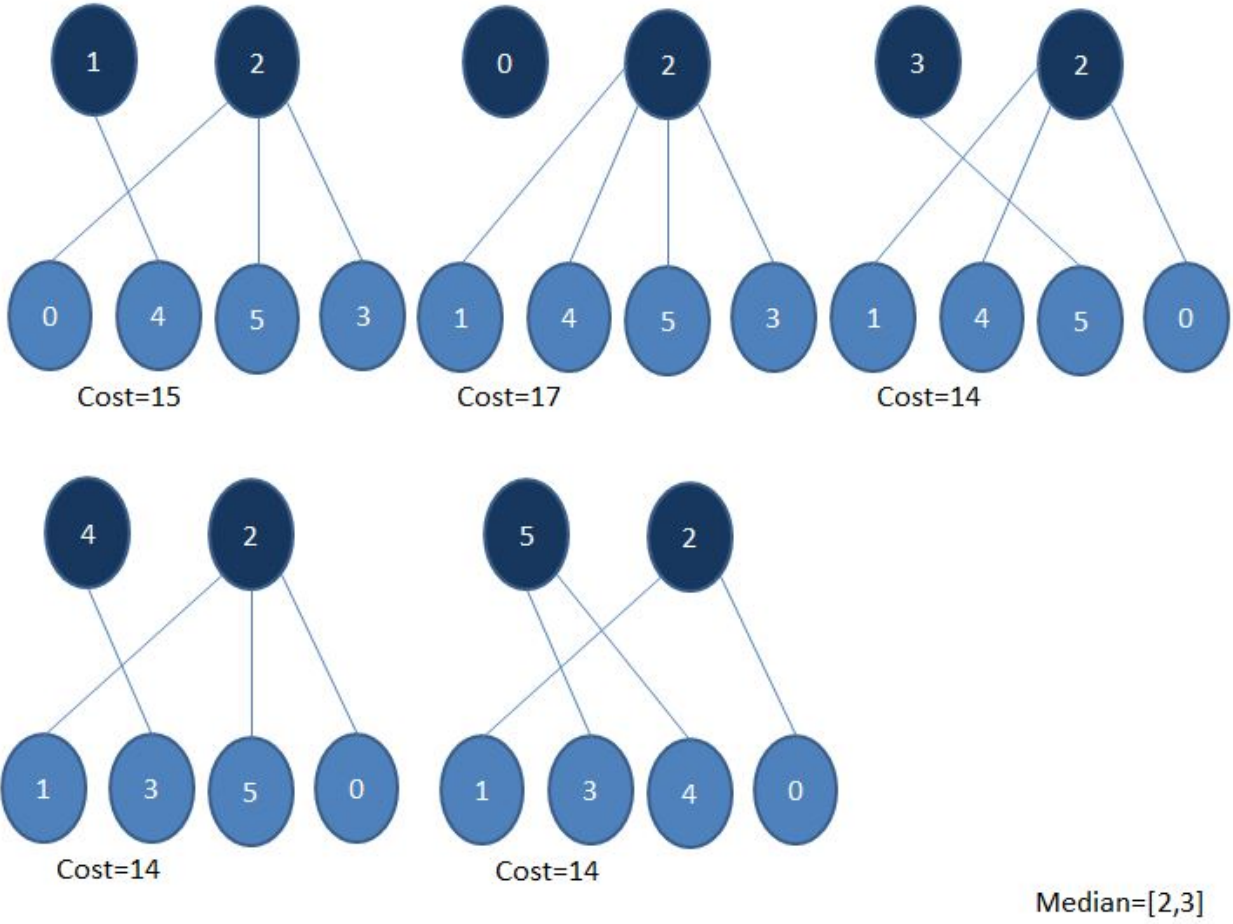 1 2 0 2 3 2
0 4 5 3 1 4 5 3 1 4 5 0
Cost=15 Cost=17 Cost=14
4 2 5 2
1 3 5 0 1 3 4 0
Cost=14 Cost=14
Median=[2,3]